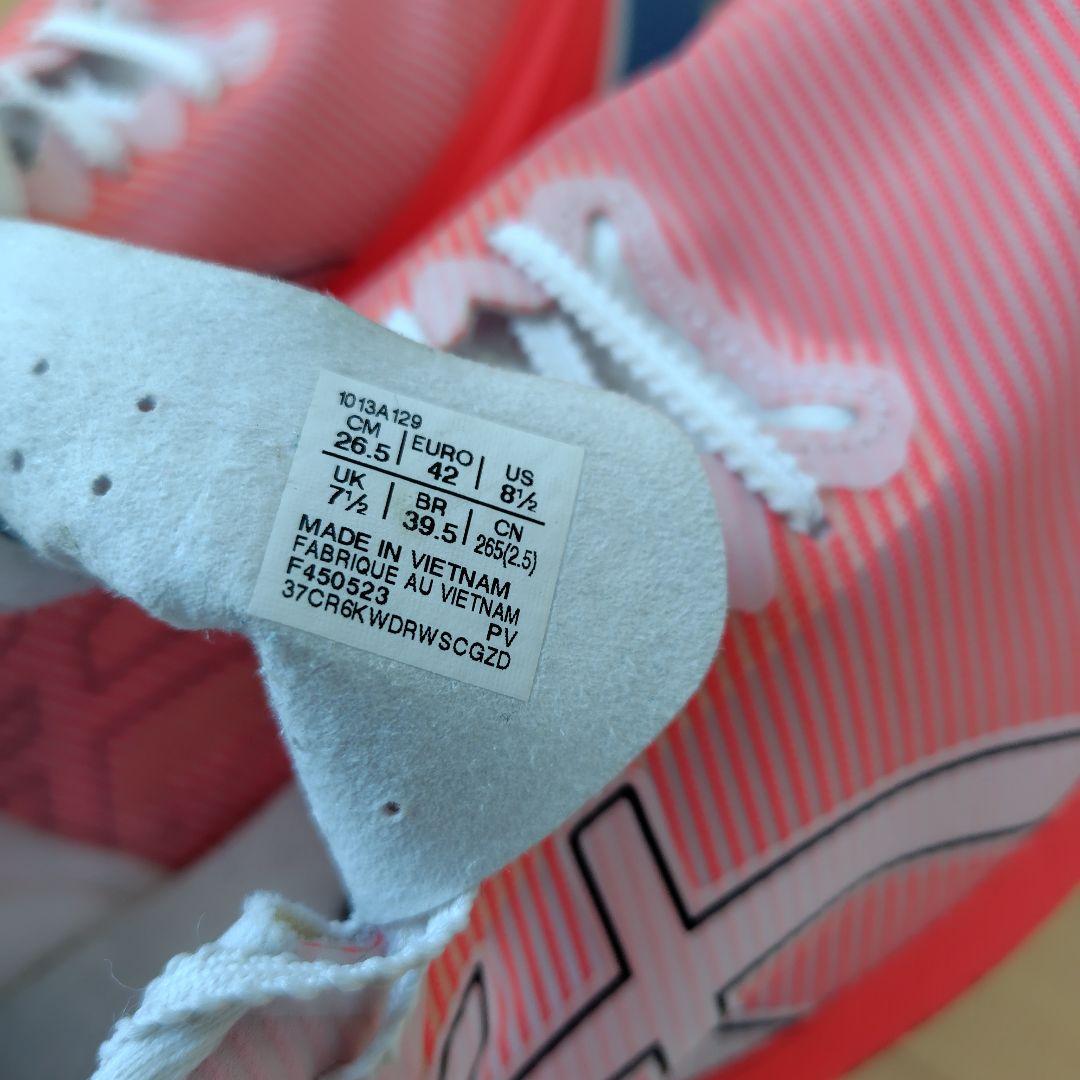 1013A129
CM EURO US
26.5 42 8½
UK BR CN
7½ 39.5 265(2.5)
MADE IN VIETNAM
FABRIQUE AU VIETNAM
F450523 PV
37CR6KWDRWSCGZD